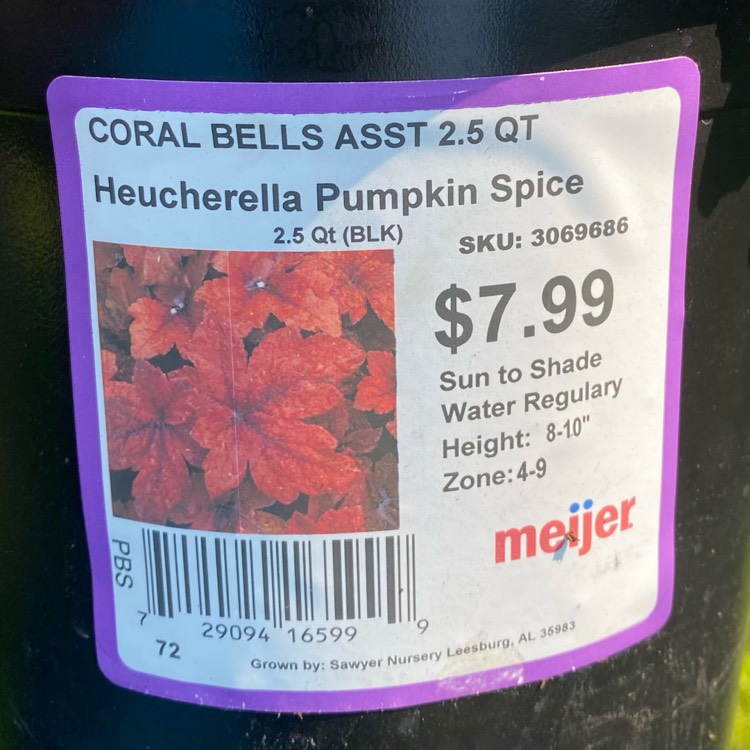 CORAL BELLS ASST 2.5 QT
Heucherella Pumpkin Spice
2.5 Qt (BLK)
SKU: 3069686
$7.99
Sun to Shade
Water Regulary
Height: 8-10"
Zone: 4-9
meijer
PBS
7 29094 16599 9
72
Grown by: Sawyer Nursery Leesburg, AL 35983